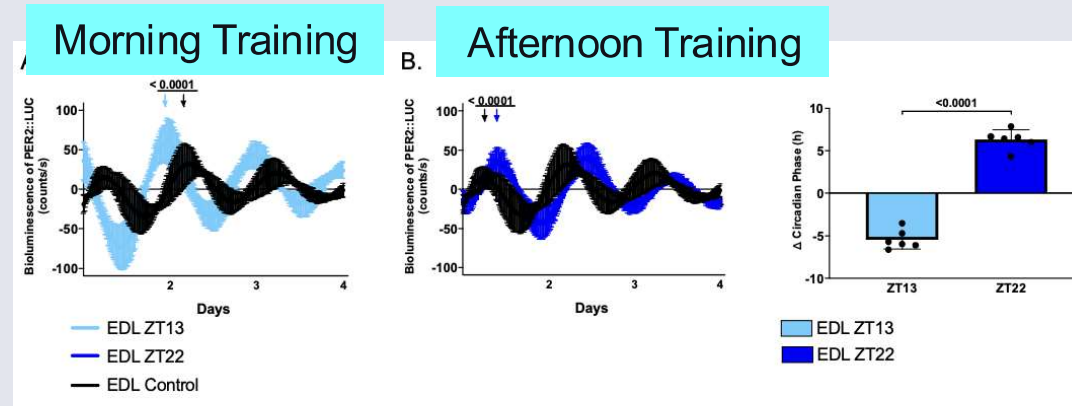 Morning Training
Afternoon Training
B.
< 0.0001
Bioluminescence of PER2::LUC
(counts/s)
100
50
0
-50
-100
2
3
4
Days
EDL ZT13
EDL ZT22
EDL Control
< 0.0001
Bioluminescence of PER2::LUC
(counts/s)
100
50
0
-50
-100
2
3
4
Days
<0.0001
Δ Circadian Phase (h)
10
5
0
-5
-10
ZT13
ZT22
EDL ZT13
EDL ZT22